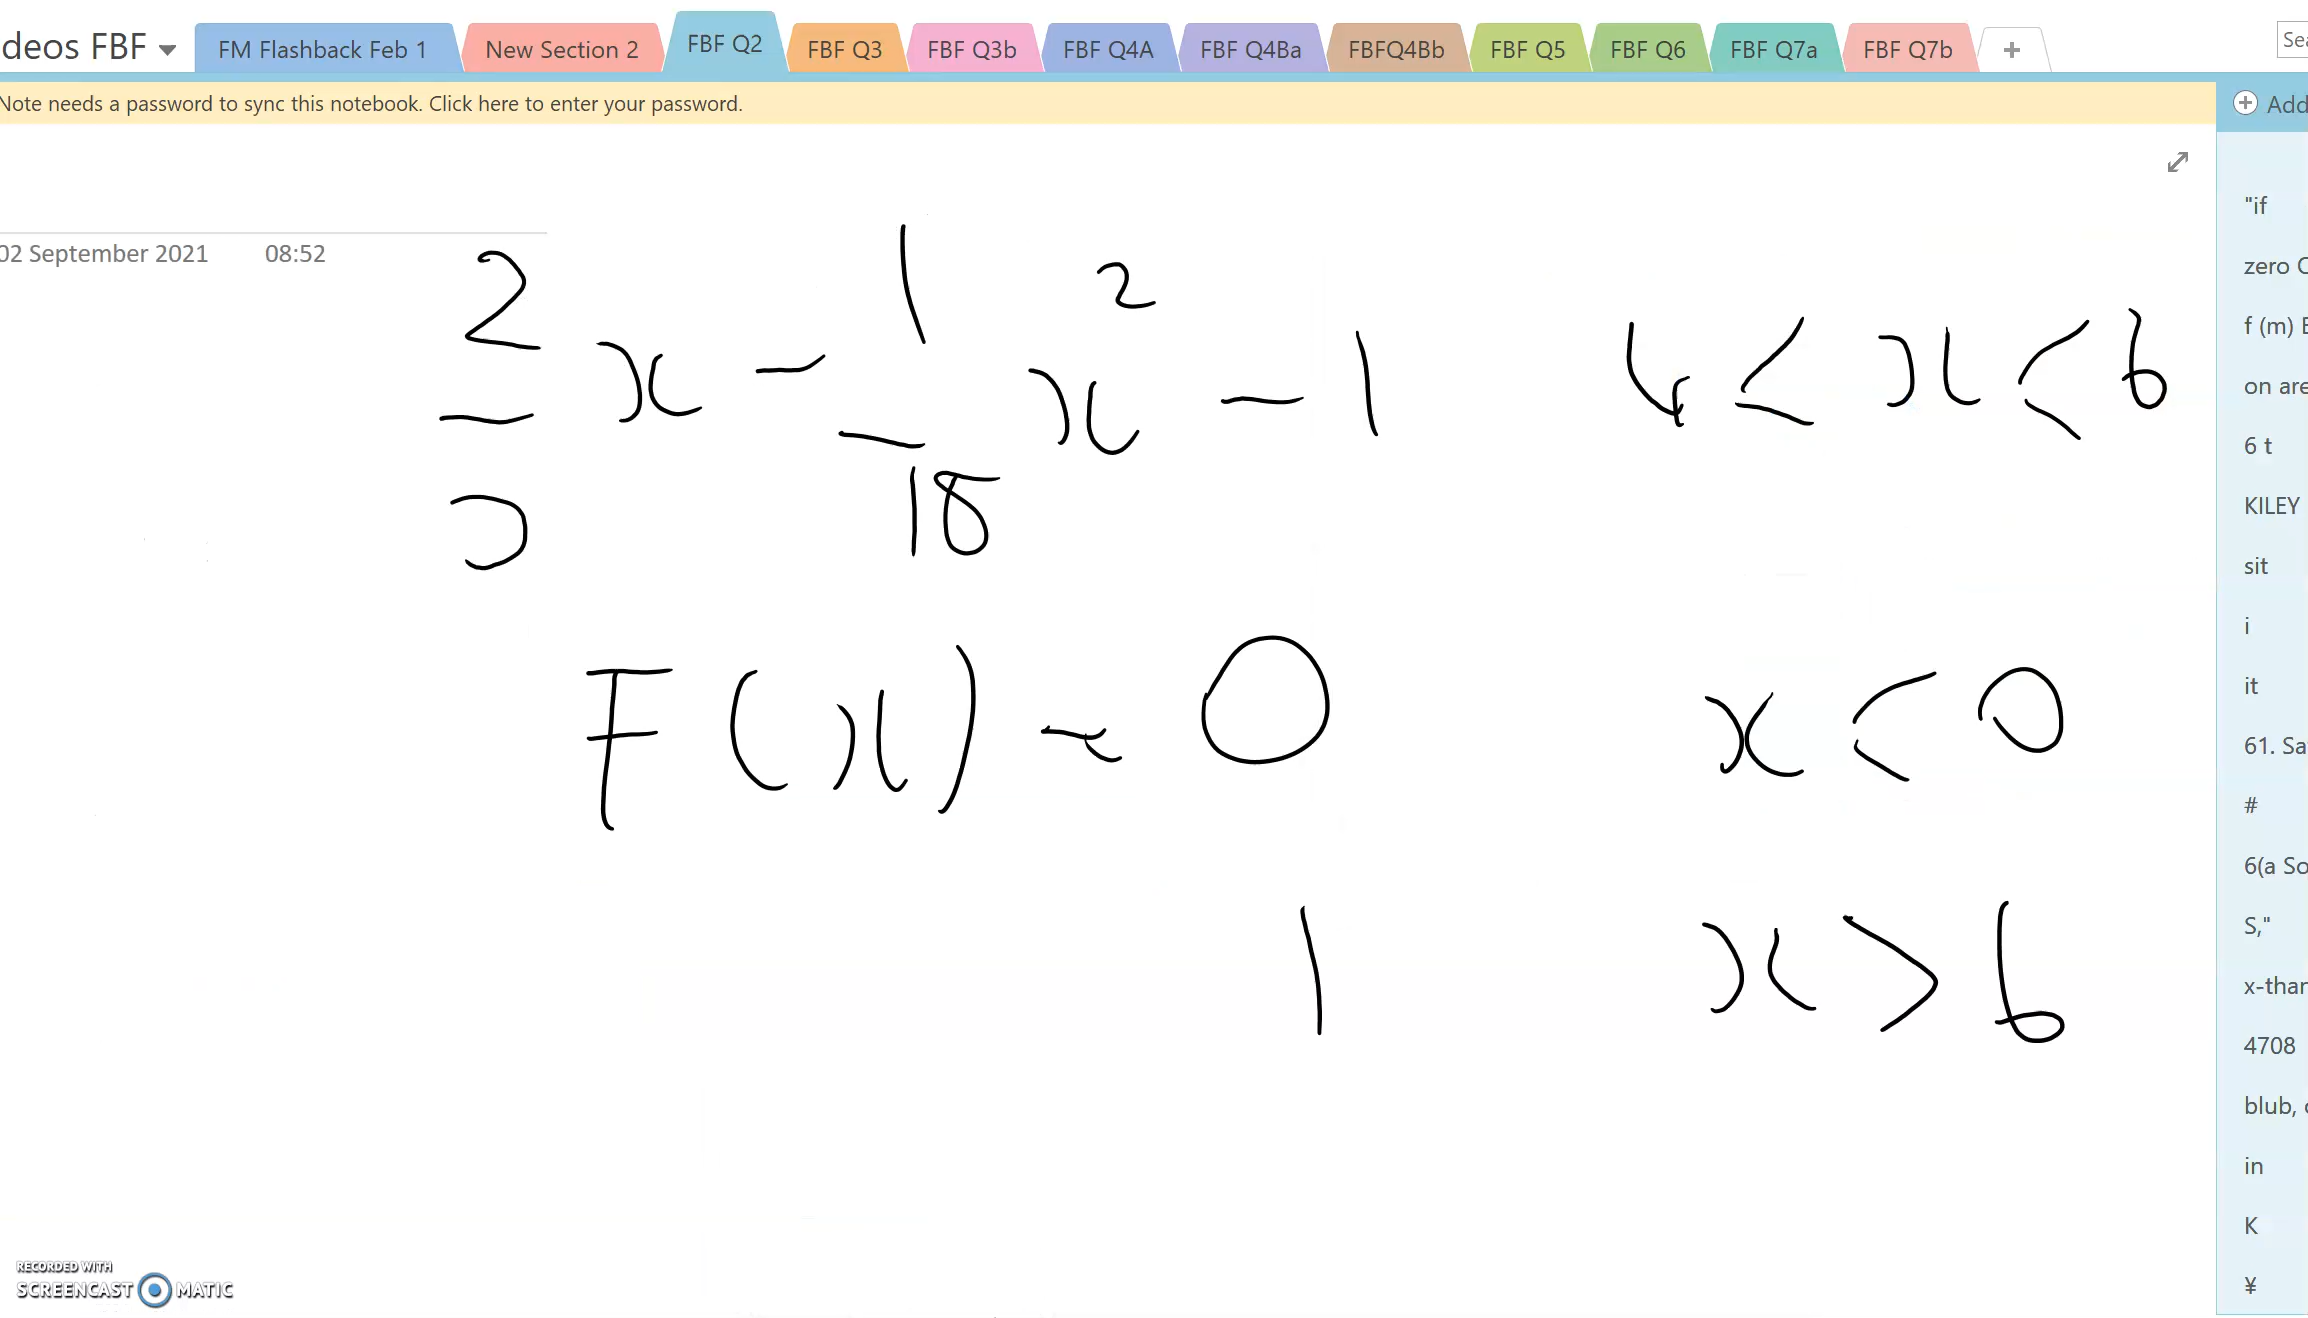 deos FBF FM Flashback Feb 1 New Section 2 FBF Q2 FBF Q3 FBF Q3b FBF Q4A FBF Q4Ba FBFQ4Bb FBF Q5 FBF Q6 FBF Q7a FBF Q7b + Sea
Note needs a password to sync this notebook. Click here to enter your password.
Add
02 September 2021 08:52
2/3 x - 1/18 x² - 1 4 ≤ x < 6
F(x) = 0 x < 0
1 x > 6
"if
zero C
f (m) E
on are
6 t
KILEY
sit
i
it
61. Sa
#
6(a So
S,"
x-thar
4708
blub,
in
K
¥
RECORDED WITH
SCREENCAST MATIC